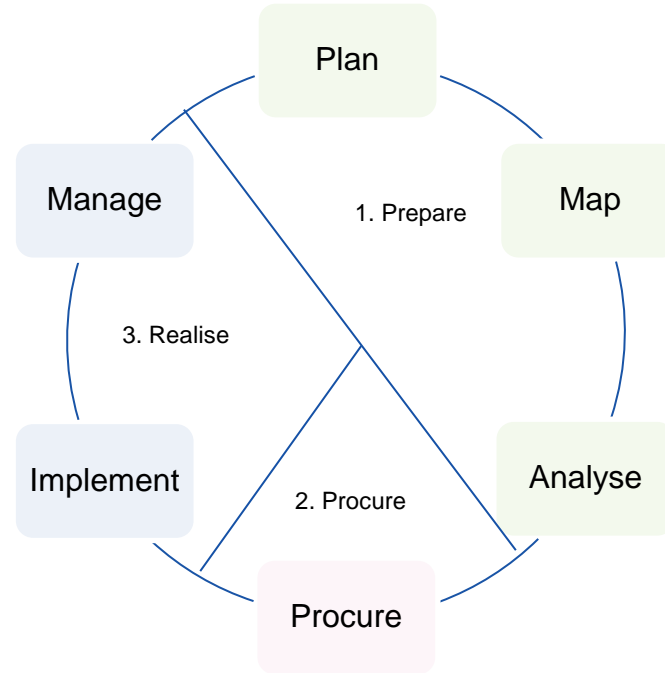 Plan
Manage
Map
1. Prepare
3. Realise
Implement
Analyse
2. Procure
Procure